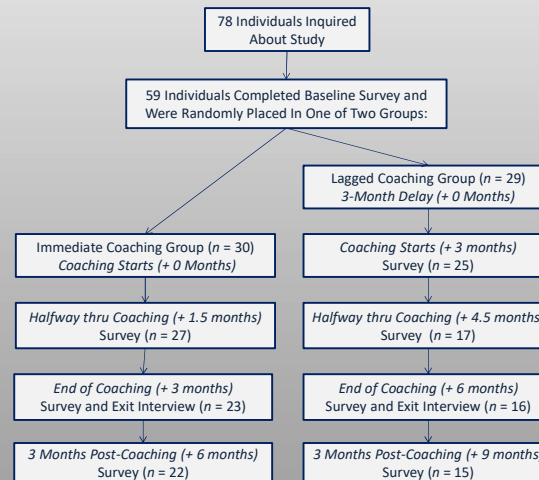 78 Individuals Inquired
About Study
59 Individuals Completed Baseline Survey and
Were Randomly Placed In One of Two Groups:
Lagged Coaching Group (n = 29)
3-Month Delay (+ 0 Months)
Immediate Coaching Group (n = 30)
Coaching Starts (+ 0 Months)
Coaching Starts (+ 3 months)
Survey (n = 25)
Halfway thru Coaching (+ 1.5 months)
Survey (n = 27)
Halfway thru Coaching (+ 4.5 months)
Survey (n = 17)
End of Coaching (+ 3 months)
Survey and Exit Interview (n = 23)
End of Coaching (+ 6 months)
Survey and Exit Interview (n = 16)
3 Months Post-Coaching (+ 6 months)
Survey (n = 22)
3 Months Post-Coaching (+ 9 months)
Survey (n = 15)